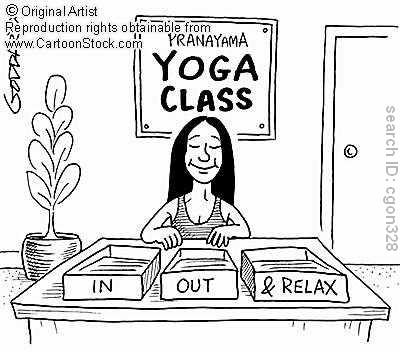 © Original Artist
Reproduction rights obtainable from
www.CartoonStock.com
PRANAYAMA
YOGA
CLASS
IN
OUT
& RELAX
search ID: cgon328